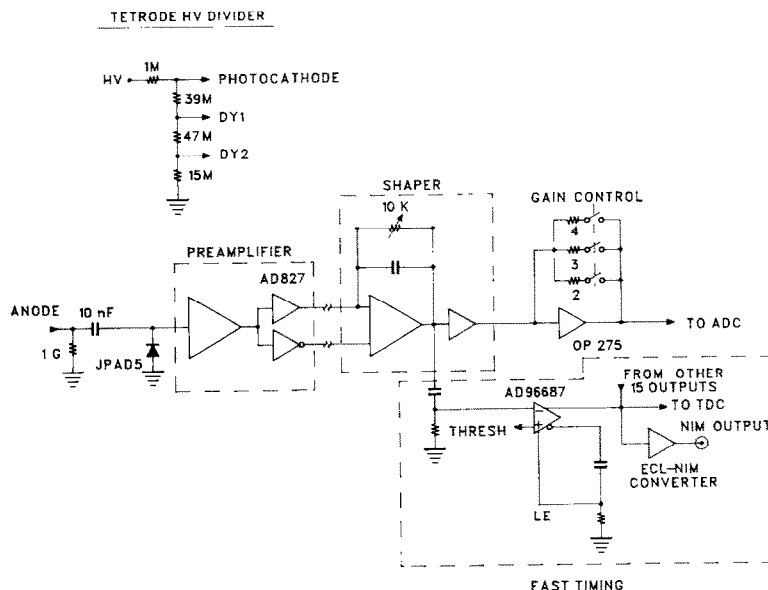 TETRODE HV DIVIDER
1M
HV
PHOTOCATHODE
39M
DY1
47M
DY2
15M
SHAPER
10 K
GAIN CONTROL
4
3
2
PREAMPLIFIER
AD827
ANODE
10 nF
1 G
JPAD5
TO ADC
OP 275
FROM OTHER
15 OUTPUTS
AD96687
TO TDC
THRESH
NIM OUTPUT
ECL-NIM
CONVERTER
LE
FAST TIMING